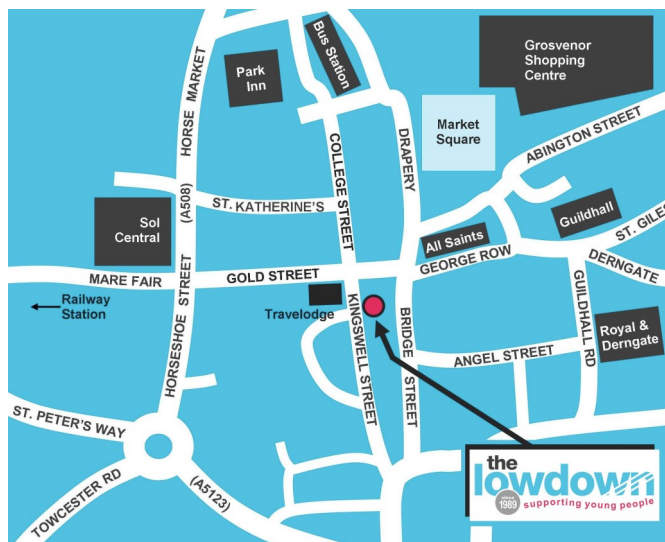 Grosvenor
Shopping
Centre
Bus Station
Park
Inn
HORSE MARKET
Market
Square
DRAPERY
ABINGTON STREET
COLLEGE STREET
(A508)
ST. KATHERINE'S
Sol
Central
Guildhall
ST. GILES
All Saints
GEORGE ROW
DERNGATE
MARE FAIR
GOLD STREET
Railway
Station
HORSESHOE STREET
Travelodge
KINGSWELL STREET
BRIDGE STREET
GUILDHALL RD
Royal &
Derngate
ANGEL STREET
ST. PETER'S WAY
TOWCESTER RD
(A5123)
the
lowdown
since
1989
supporting young people